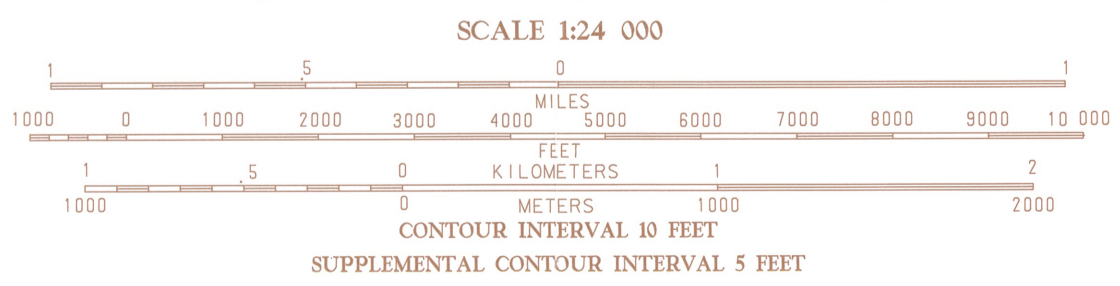 SCALE 1:24 000
1 .5 0 1
MILES
1000 0 1000 2000 3000 4000 5000 6000 7000 8000 9000 10 000
FEET
1 .5 0 KILOMETERS 1 2
1000 0 METERS 1000 2000
CONTOUR INTERVAL 10 FEET
SUPPLEMENTAL CONTOUR INTERVAL 5 FEET